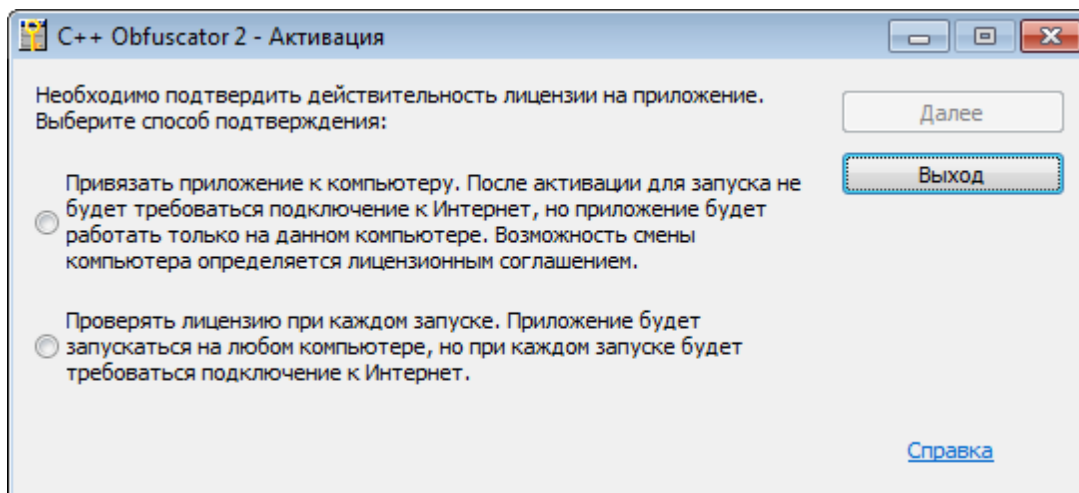 C++ Obfuscator 2 - Активация
Необходимо подтвердить действительность лицензии на приложение.
Выберите способ подтверждения:
Далее
Выход
Привязать приложение к компьютеру. После активации для запуска не
будет требоваться подключение к Интернет, но приложение будет
работать только на данном компьютере. Возможность смены
компьютера определяется лицензионным соглашением.
Проверять лицензию при каждом запуске. Приложение будет
запускаться на любом компьютере, но при каждом запуске будет
требоваться подключение к Интернет.
Справка